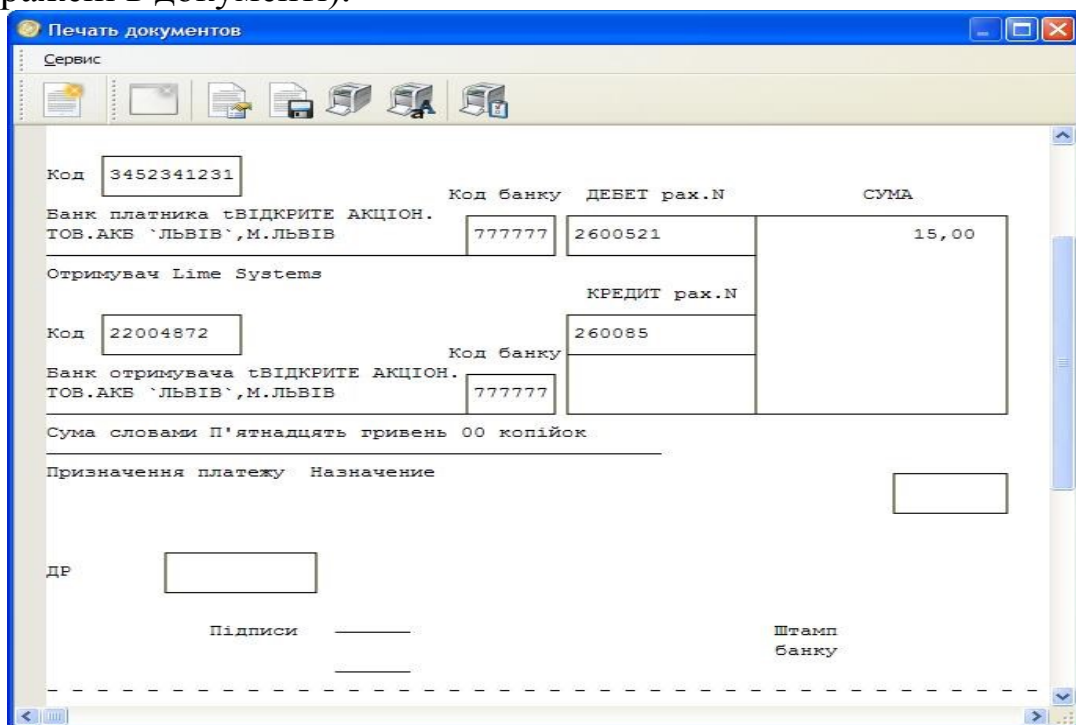 ражені в документі).
Печать документов
Сервис
Код 3452341231
Код банку ДЕБЕТ рах.N СУМА
Банк платника tВІДКРИТЕ АКЦІОН.
ТОВ.АКБ `ЛЬВІВ`,М.ЛЬВІВ 777777 2600521 15,00
Отримувач Lime Systems
КРЕДИТ рах.N
Код 22004872 260085
Код банку
Банк отримувача tВІДКРИТЕ АКЦІОН.
ТОВ.АКБ `ЛЬВІВ`,М.ЛЬВІВ 777777
Сума словами П'ятнадцять гривень 00 копійок
Призначення платежу Назначение
ДР
Підписи Штамп
банку